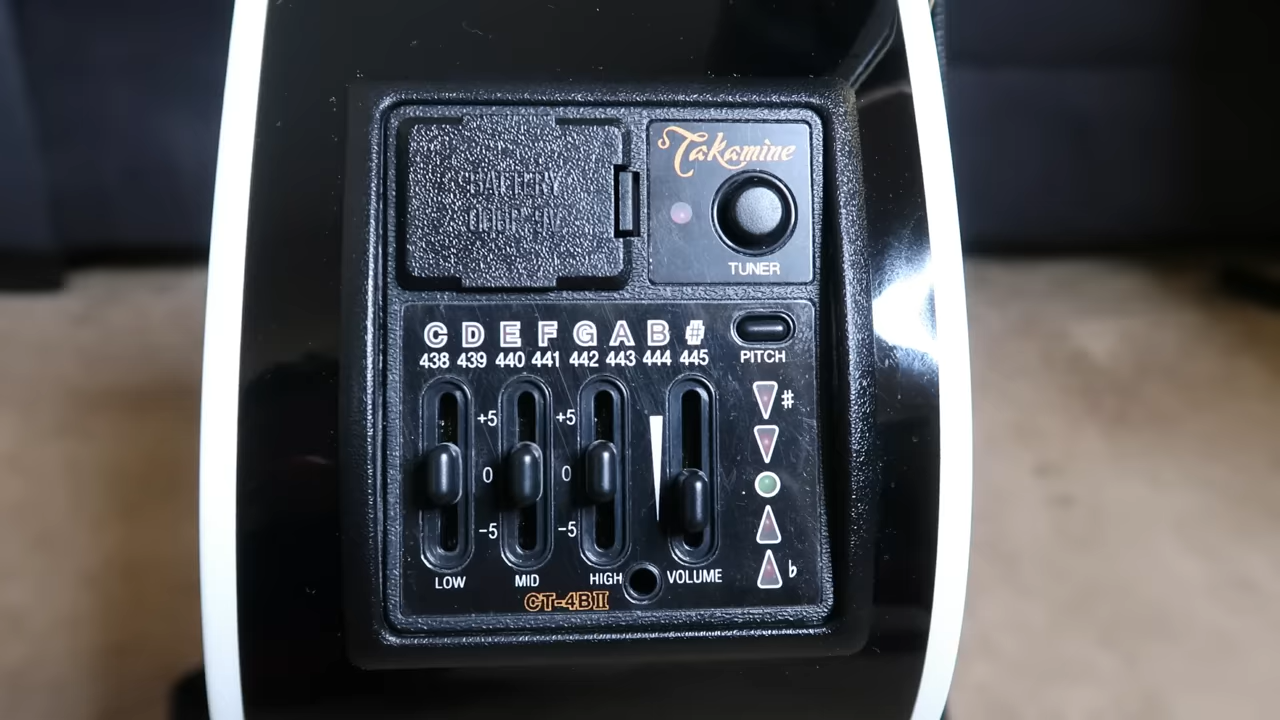 BATTERY
Takamine
TUNER
C D E F G A B #
438 439 440 441 442 443 444 445
PITCH
#
+5 +5
0 0
-5 -5
♭
LOW MID HIGH VOLUME
CT-4BII